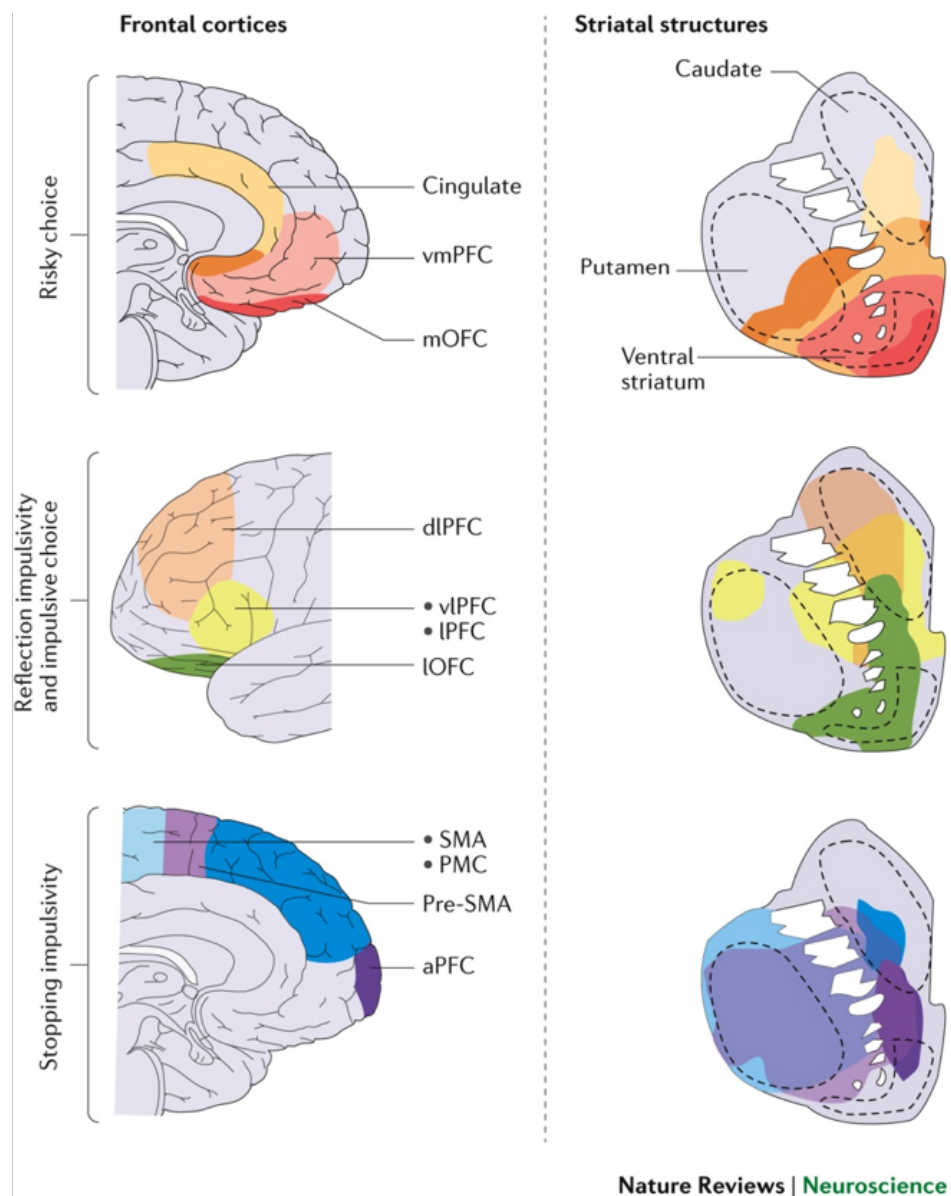 Frontal cortices
Striatal structures
Risky choice
Cingulate
vmPFC
mOFC
Caudate
Putamen
Ventral
striatum
Reflection impulsivity
and impulsive choice
dlPFC
• vlPFC
• lPFC
lOFC
Stopping impulsivity
• SMA
• PMC
Pre-SMA
aPFC
Nature Reviews | Neuroscience